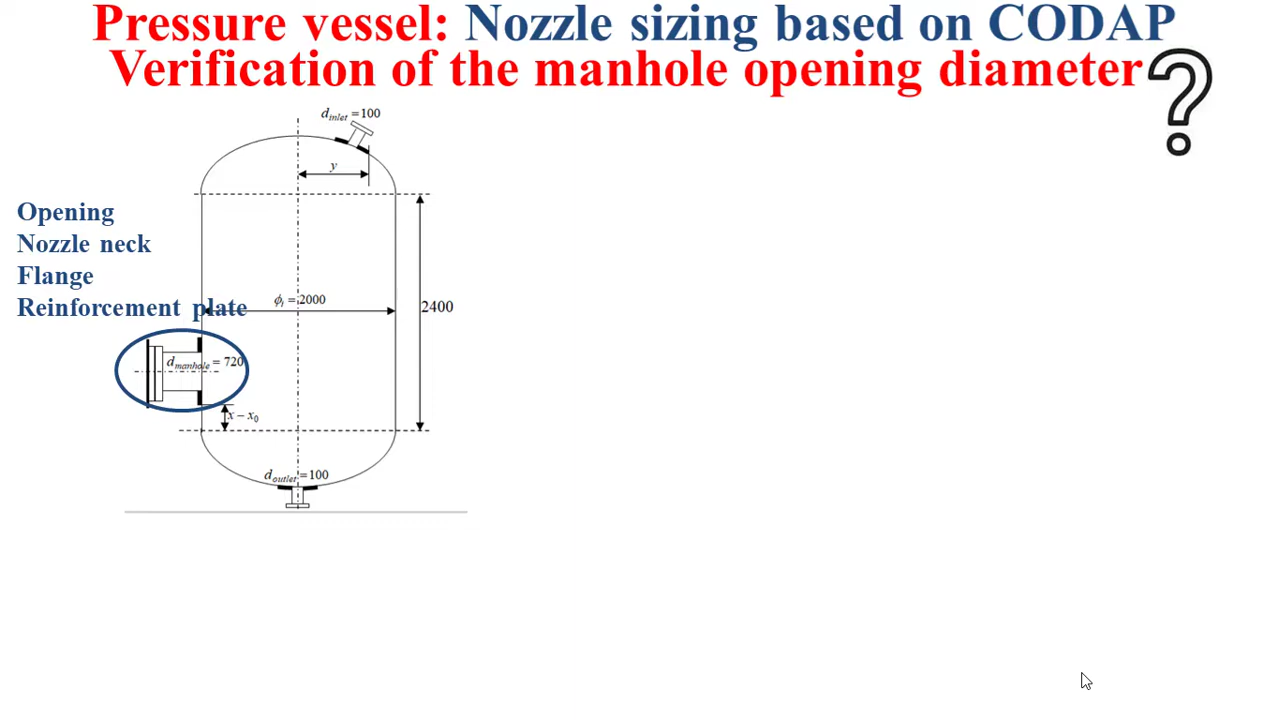 Pressure vessel: Nozzle sizing based on CODAP
Verification of the manhole opening diameter?
d_inlet =100
y
Opening
Nozzle neck
Flange
Reinforcement plate
ϕ_i = 2000
2400
d_manhole = 720
x − x_0
d_outlet =100